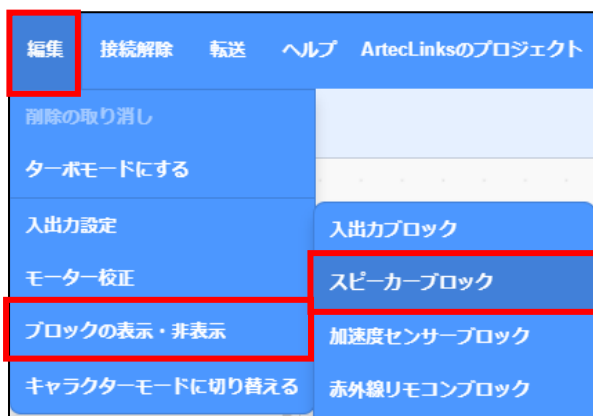 編集 接続解除 転送 ヘルプ ArtecLinksのプロジェクト
削除の取り消し
ターボモードにする
入出力設定
モーター校正
ブロックの表示・非表示
キャラクターモードに切り替える
入出力ブロック
スピーカーブロック
加速度センサーブロック
赤外線リモコンブロック